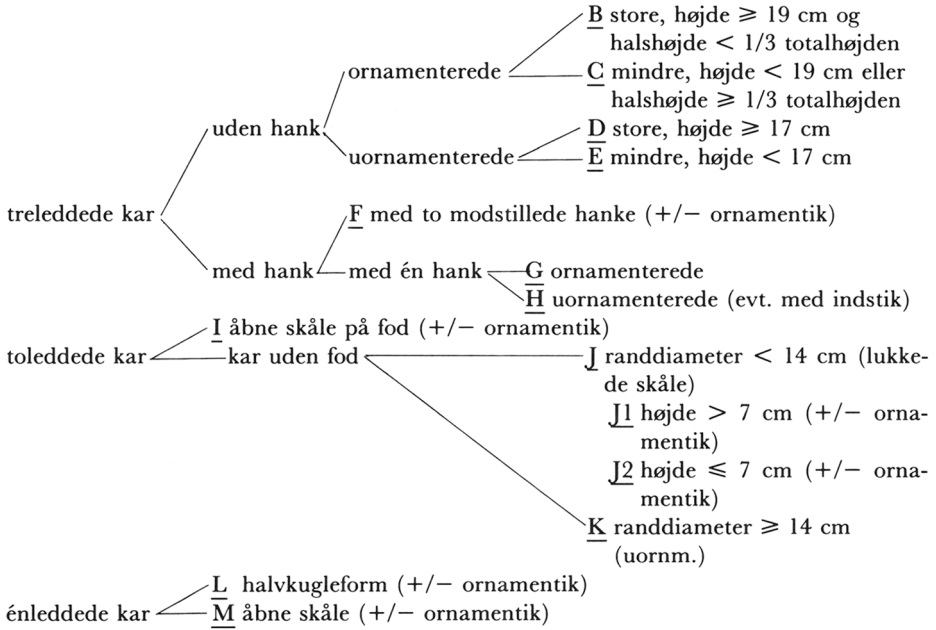 B store, højde ⩾ 19 cm og
halshøjde < 1/3 totalhøjden
ornamenterede
C mindre, højde < 19 cm eller
halshøjde ⩾ 1/3 totalhøjden
uden hank
D store, højde ⩾ 17 cm
uornamenterede
E mindre, højde < 17 cm
treleddede kar
F med to modstillede hanke (+/− ornamentik)
med hank
med én hank
G ornamenterede
H uornamenterede (evt. med indstik)
I åbne skåle på fod (+/− ornamentik)
toleddede kar
kar uden fod
J randdiameter < 14 cm (lukke-
de skåle)
J1 højde > 7 cm (+/− orna-
mentik)
J2 højde ⩽ 7 cm (+/− orna-
mentik)
K randdiameter ⩾ 14 cm
(uornm.)
L halvkugleform (+/− ornamentik)
énleddede kar
M åbne skåle (+/− ornamentik)